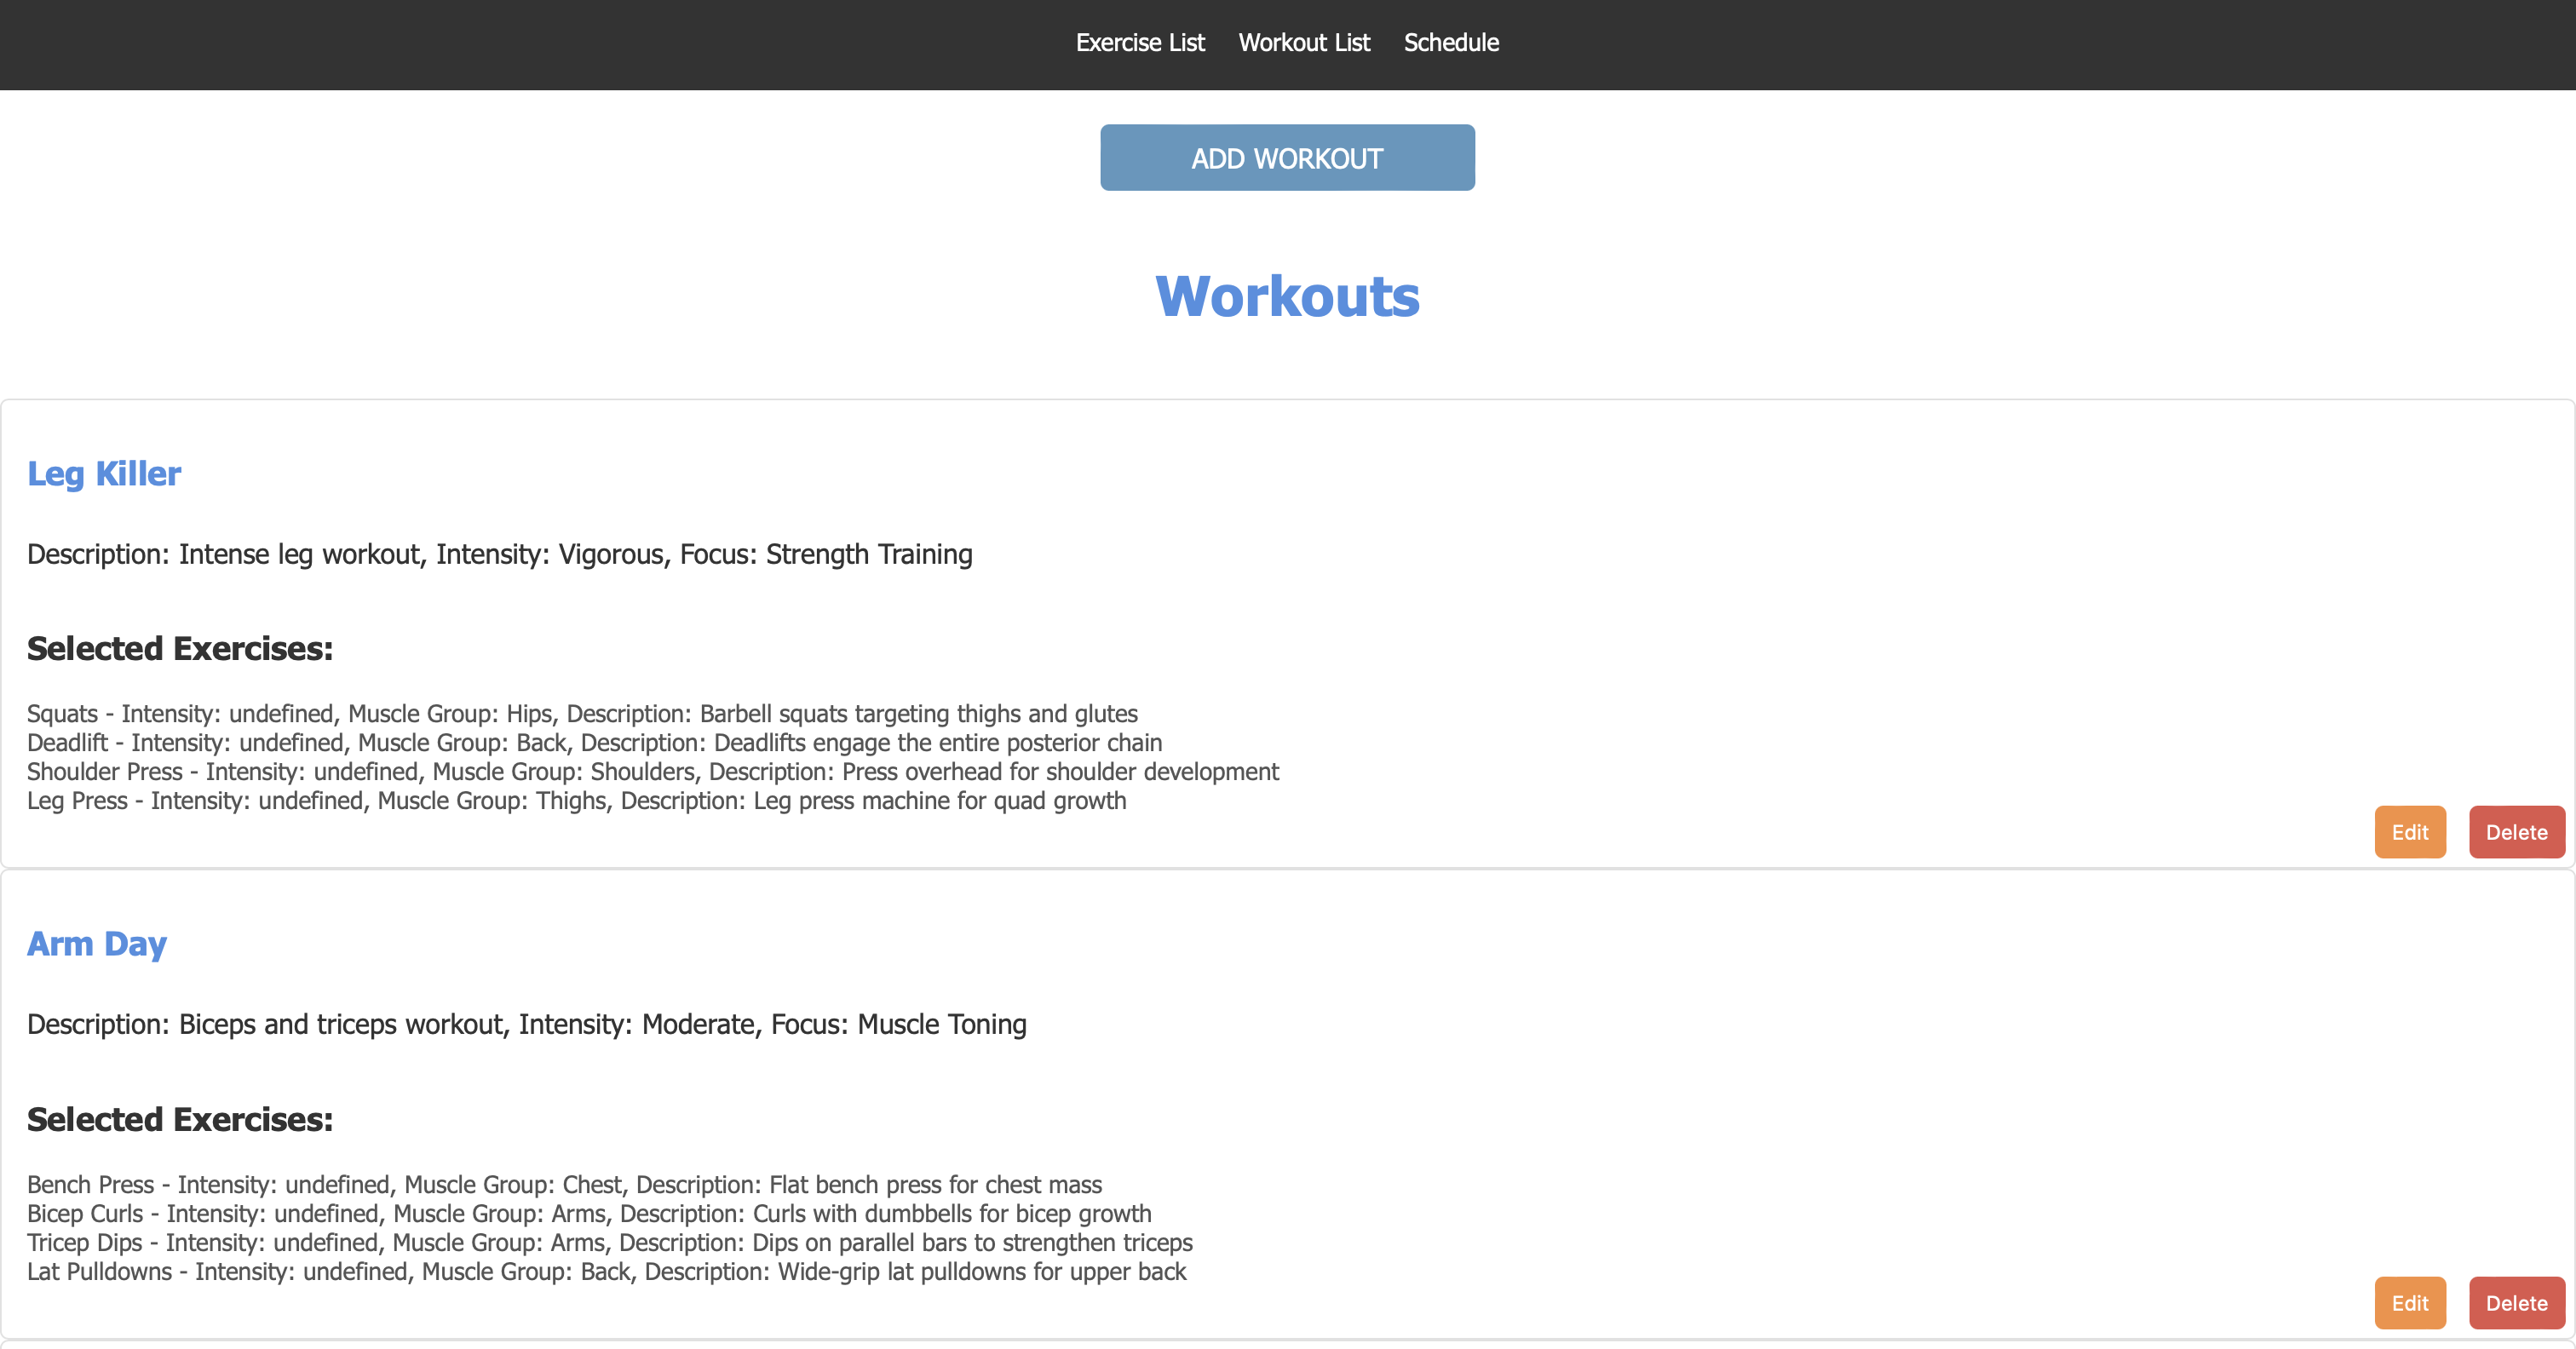 Exercise List Workout List Schedule
ADD WORKOUT
Workouts
Leg Killer
Description: Intense leg workout, Intensity: Vigorous, Focus: Strength Training
Selected Exercises:
Squats - Intensity: undefined, Muscle Group: Hips, Description: Barbell squats targeting thighs and glutes
Deadlift - Intensity: undefined, Muscle Group: Back, Description: Deadlifts engage the entire posterior chain
Shoulder Press - Intensity: undefined, Muscle Group: Shoulders, Description: Press overhead for shoulder development
Leg Press - Intensity: undefined, Muscle Group: Thighs, Description: Leg press machine for quad growth
Edit Delete
Arm Day
Description: Biceps and triceps workout, Intensity: Moderate, Focus: Muscle Toning
Selected Exercises:
Bench Press - Intensity: undefined, Muscle Group: Chest, Description: Flat bench press for chest mass
Bicep Curls - Intensity: undefined, Muscle Group: Arms, Description: Curls with dumbbells for bicep growth
Tricep Dips - Intensity: undefined, Muscle Group: Arms, Description: Dips on parallel bars to strengthen triceps
Lat Pulldowns - Intensity: undefined, Muscle Group: Back, Description: Wide-grip lat pulldowns for upper back
Edit Delete